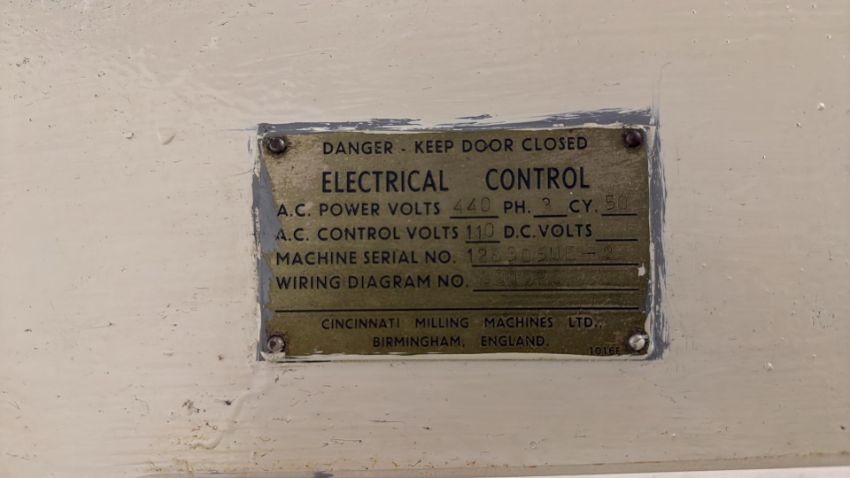 DANGER - KEEP DOOR CLOSED
ELECTRICAL CONTROL
A.C. POWER VOLTS 440 PH. 3 CY. 50
A.C. CONTROL VOLTS 110 D.C. VOLTS
MACHINE SERIAL NO.
WIRING DIAGRAM NO.
CINCINNATI MILLING MACHINES LTD.,
BIRMINGHAM, ENGLAND.
1016E